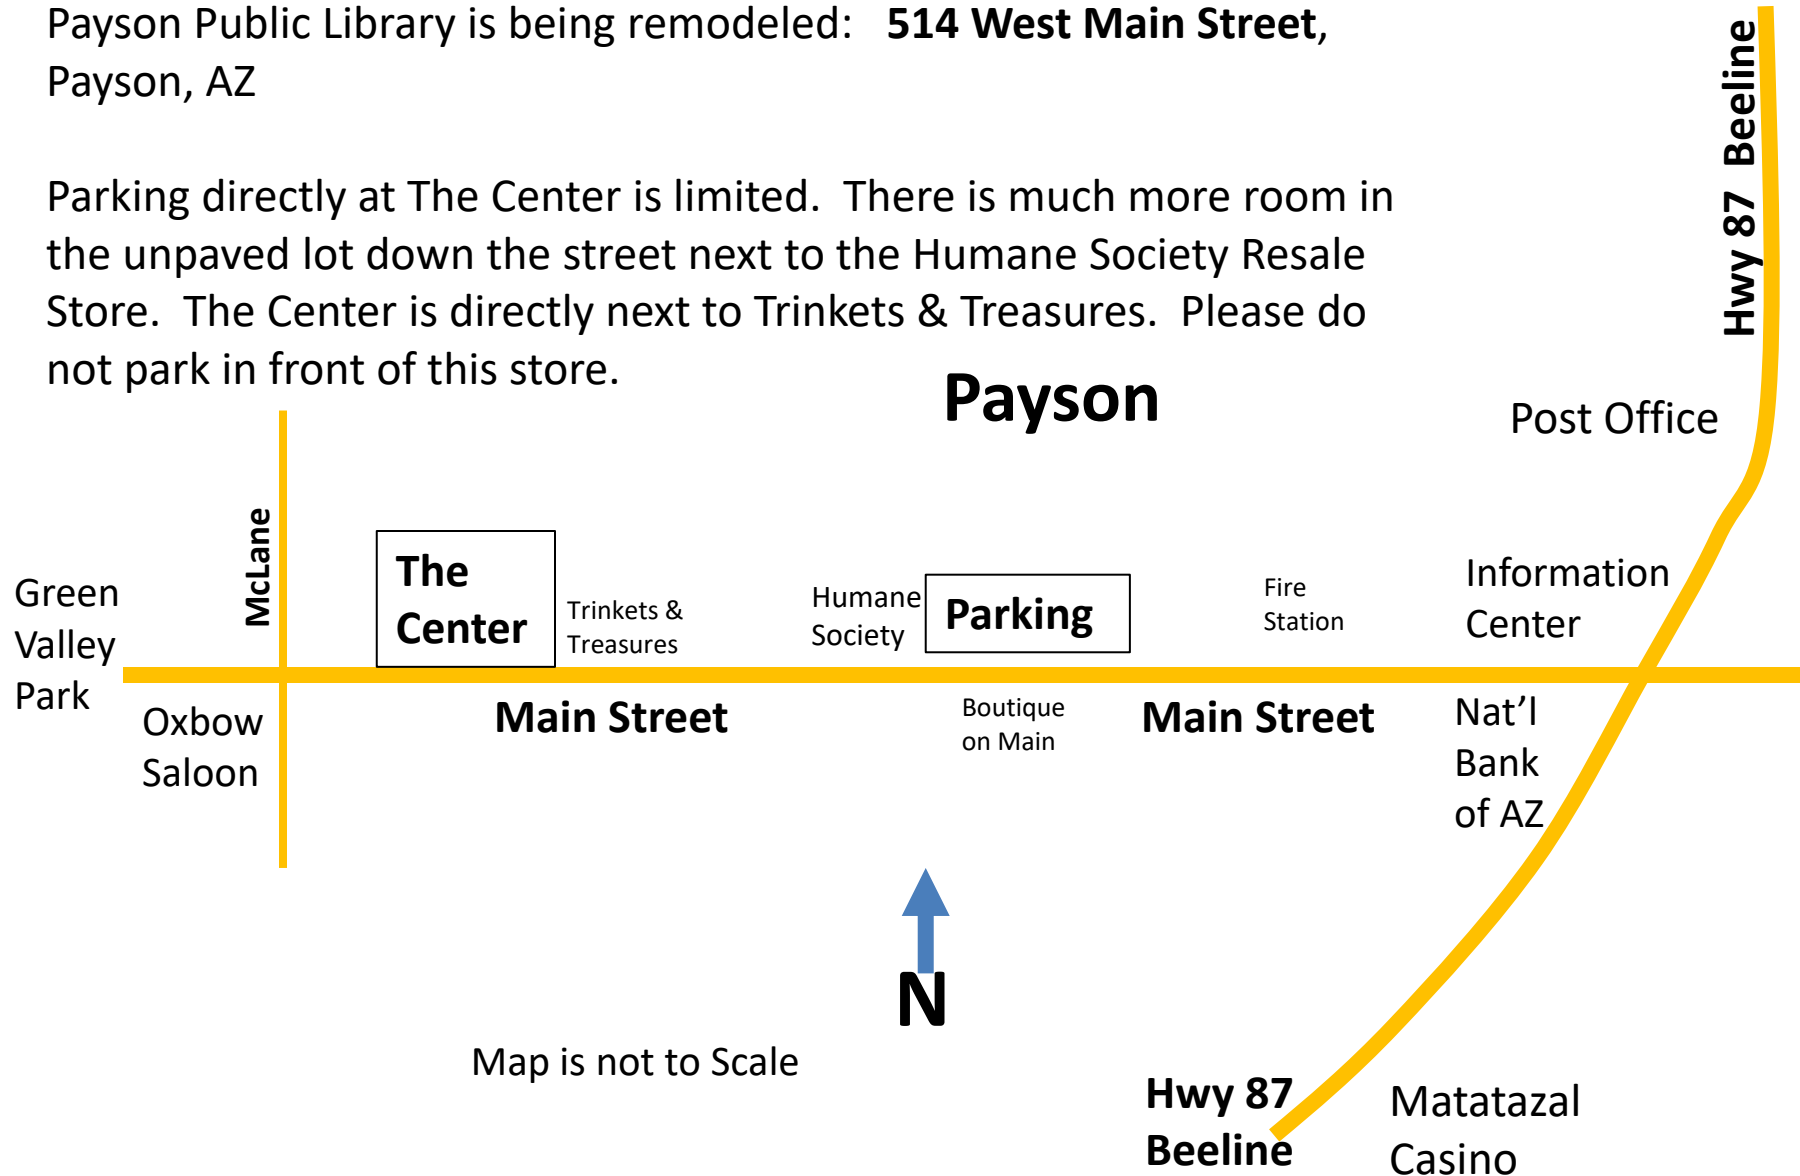 Payson Public Library is being remodeled:   514 West Main Street,
Payson, AZ
Parking directly at The Center is limited.  There is much more room in
the unpaved lot down the street next to the Humane Society Resale
Store.  The Center is directly next to Trinkets & Treasures.  Please do
not park in front of this store.
Payson
Hwy 87  Beeline
Post Office
McLane
Green
Valley
Park
The
Center
Trinkets &
Treasures
Humane
Society
Parking
Fire
Station
Information
Center
Oxbow
Saloon
Main Street
Boutique
on Main
Main Street
Nat’l
Bank
of AZ
N
Map is not to Scale
Hwy 87
Beeline
Matatazal
Casino